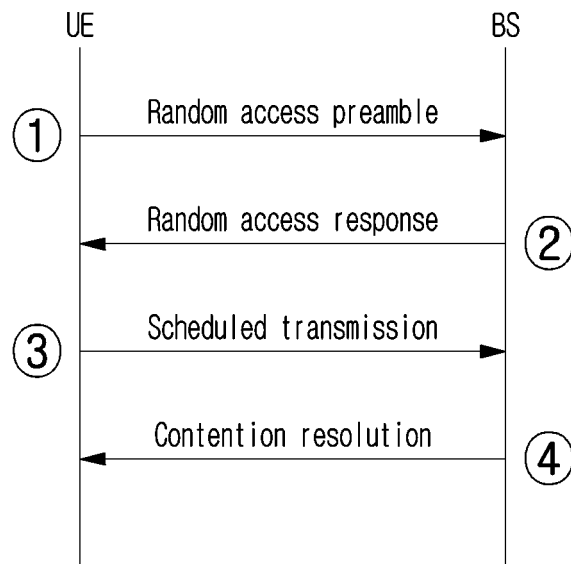 UE BS
① Random access preamble
Random access response ②
③ Scheduled transmission
Contention resolution ④